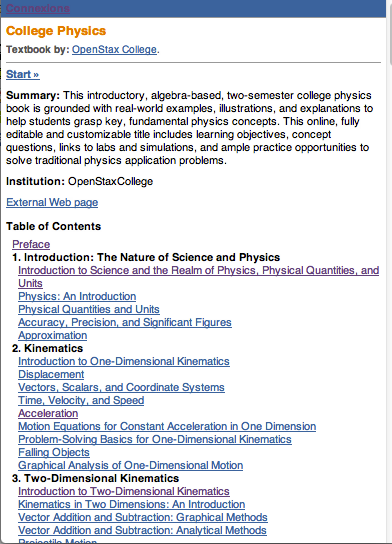 Connexions
College Physics
Textbook by: OpenStax College.
Start »
Summary: This introductory, algebra-based, two-semester college physics
book is grounded with real-world examples, illustrations, and explanations to
help students grasp key, fundamental physics concepts. This online, fully
editable and customizable title includes learning objectives, concept
questions, links to labs and simulations, and ample practice opportunities to
solve traditional physics application problems.
Institution: OpenStaxCollege
External Web page
Table of Contents
Preface
1. Introduction: The Nature of Science and Physics
Introduction to Science and the Realm of Physics, Physical Quantities, and
Units
Physics: An Introduction
Physical Quantities and Units
Accuracy, Precision, and Significant Figures
Approximation
2. Kinematics
Introduction to One-Dimensional Kinematics
Displacement
Vectors, Scalars, and Coordinate Systems
Time, Velocity, and Speed
Acceleration
Motion Equations for Constant Acceleration in One Dimension
Problem-Solving Basics for One-Dimensional Kinematics
Falling Objects
Graphical Analysis of One-Dimensional Motion
3. Two-Dimensional Kinematics
Introduction to Two-Dimensional Kinematics
Kinematics in Two Dimensions: An Introduction
Vector Addition and Subtraction: Graphical Methods
Vector Addition and Subtraction: Analytical Methods
Projectile Motion